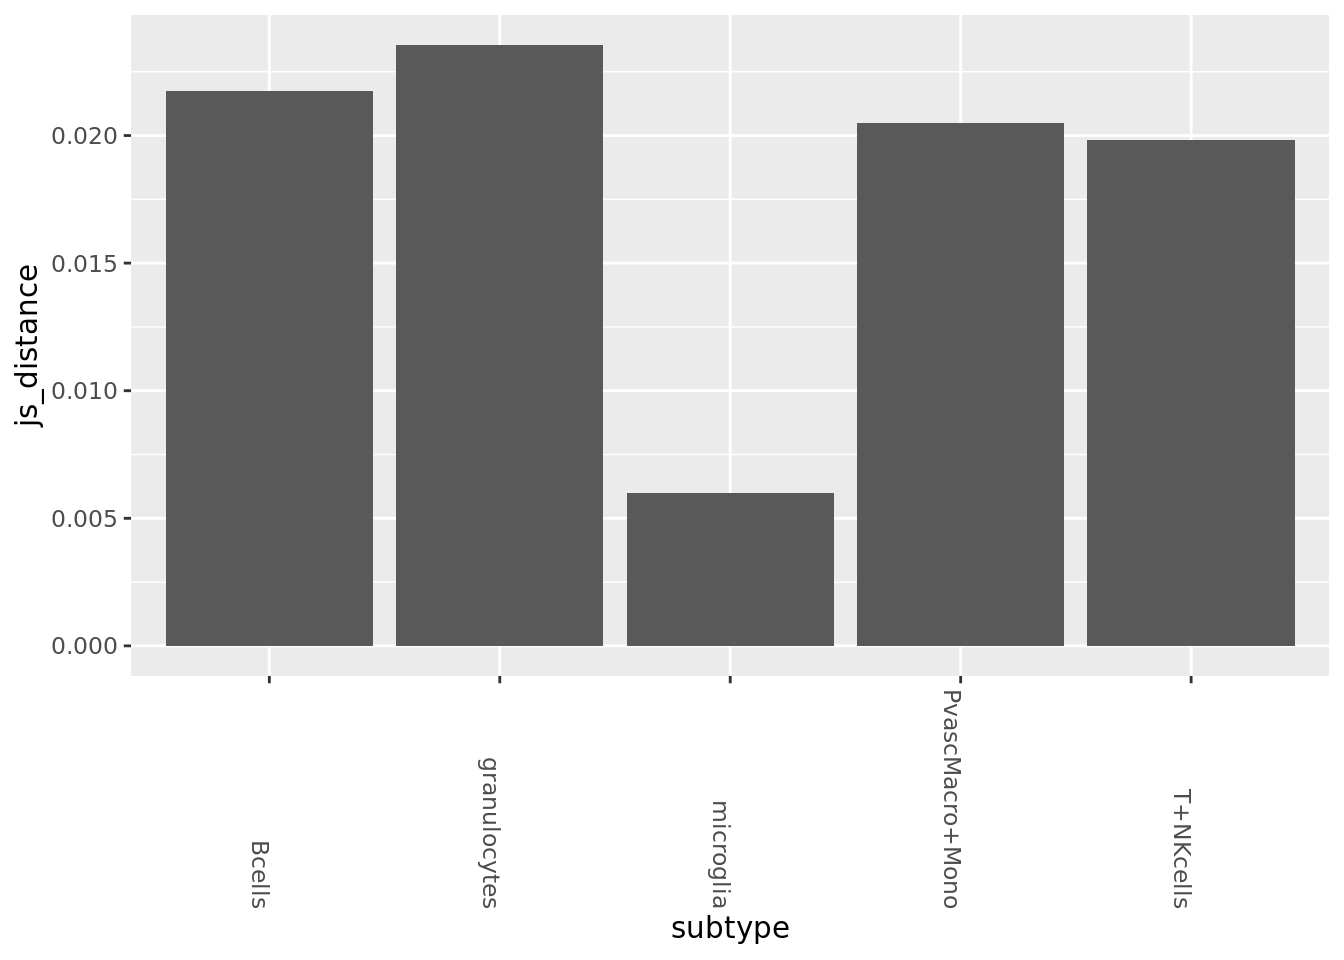 js_distance
0.020
0.015
0.010
0.005
0.000
Bcells
granulocytes
microglia
PvascMacro+Mono
T+NKcells
subtype